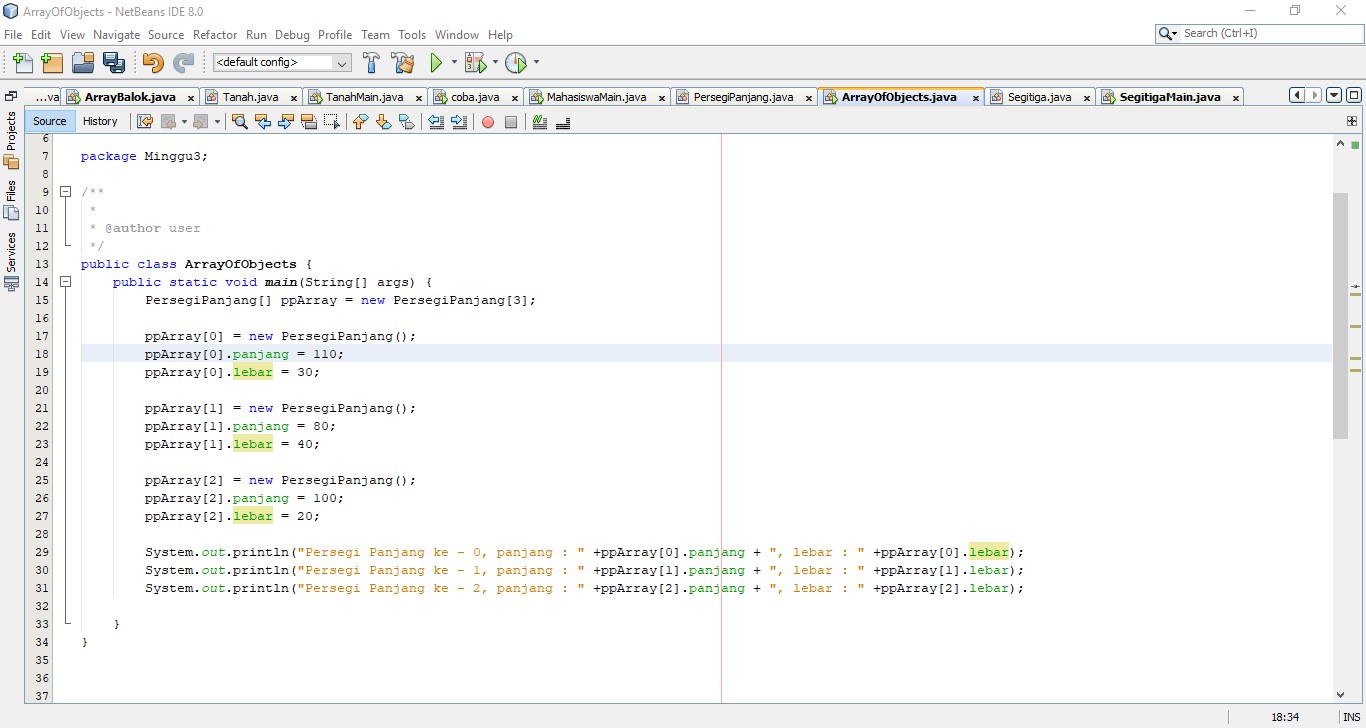 ArrayOfObjects - NetBeans IDE 8.0
File Edit View Navigate Source Refactor Run Debug Profile Team Tools Window Help
Search (Ctrl+I)
<default config>
...va ArrayBalok.java Tanah.java TanahMain.java coba.java MahasiswaMain.java PersegiPanjang.java ArrayOfObjects.java Segitiga.java SegitigaMain.java
Source History
Projects
Files
Services
6
7 package Minggu3;
8
9 /**
10 *
11 * @author user
12 */
13 public class ArrayOfObjects {
14 public static void main(String[] args) {
15 PersegiPanjang[] ppArray = new PersegiPanjang[3];
16
17 ppArray[0] = new PersegiPanjang();
18 ppArray[0].panjang = 110;
19 ppArray[0].lebar = 30;
20
21 ppArray[1] = new PersegiPanjang();
22 ppArray[1].panjang = 80;
23 ppArray[1].lebar = 40;
24
25 ppArray[2] = new PersegiPanjang();
26 ppArray[2].panjang = 100;
27 ppArray[2].lebar = 20;
28
29 System.out.println("Persegi Panjang ke - 0, panjang : " +ppArray[0].panjang + ", lebar : " +ppArray[0].lebar);
30 System.out.println("Persegi Panjang ke - 1, panjang : " +ppArray[1].panjang + ", lebar : " +ppArray[1].lebar);
31 System.out.println("Persegi Panjang ke - 2, panjang : " +ppArray[2].panjang + ", lebar : " +ppArray[2].lebar);
32
33 }
34 }
35
36
37
18:34 INS